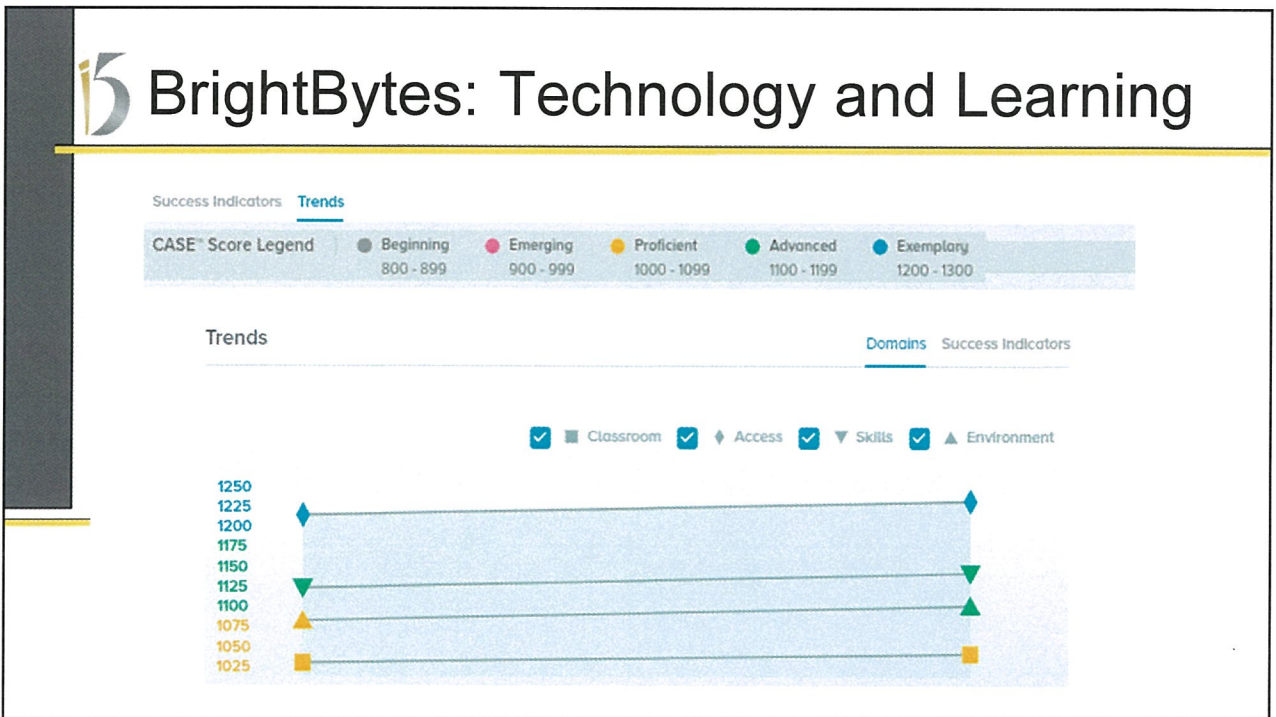 i5 BrightBytes: Technology and Learning
Success Indicators Trends
CASE™ Score Legend Beginning Emerging Proficient Advanced Exemplary
800 - 899 900 - 999 1000 - 1099 1100 - 1199 1200 - 1300
Trends Domains Success Indicators
Classroom Access Skills Environment
1250
1225
1200
1175
1150
1125
1100
1075
1050
1025